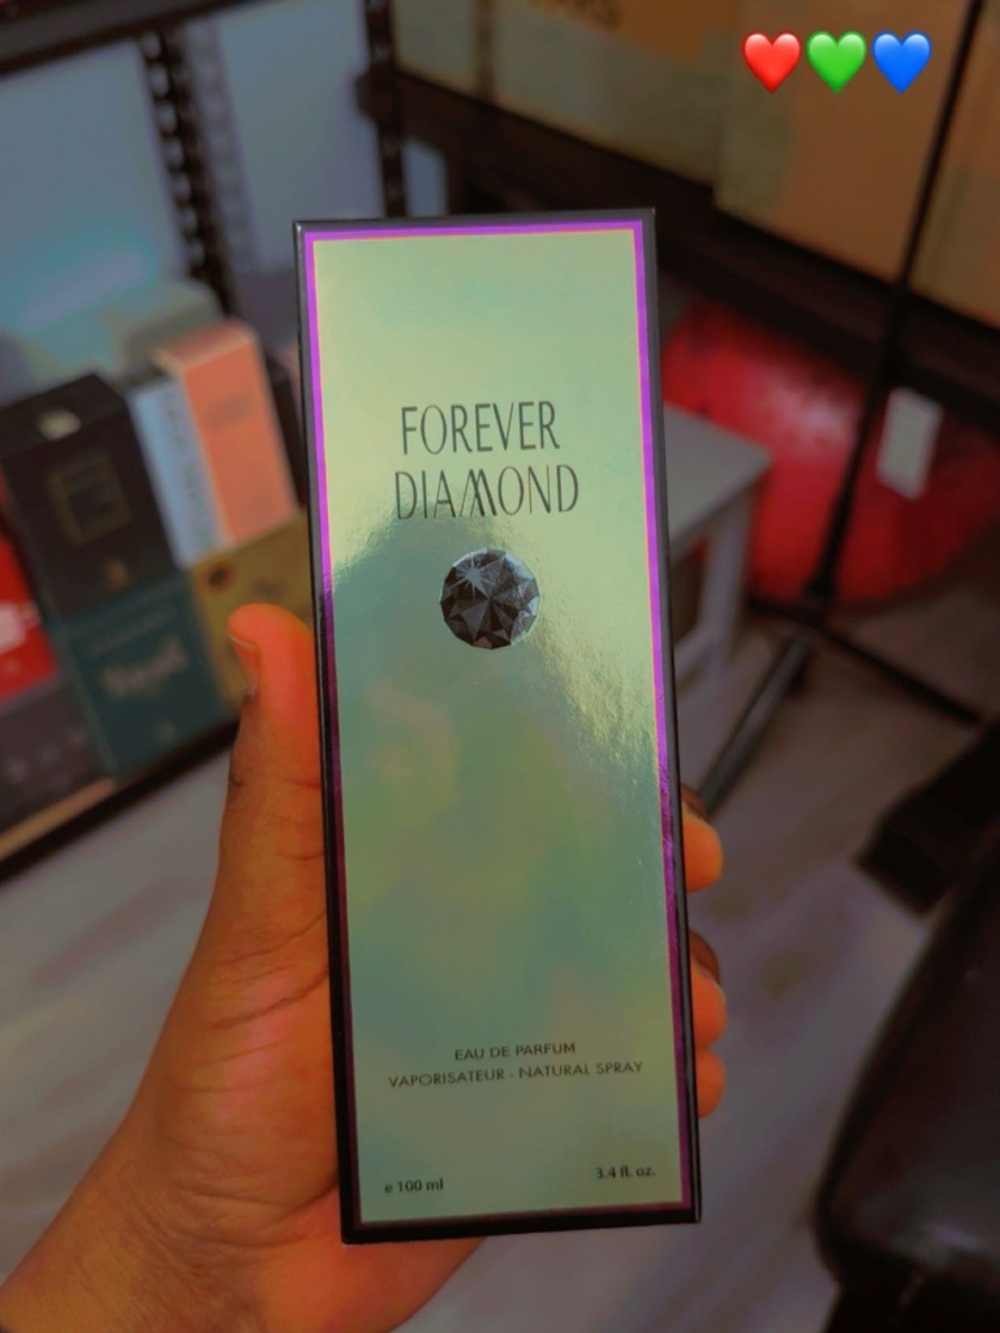 FOREVER
DIAMOND
EAU DE PARFUM
VAPORISATEUR - NATURAL SPRAY
e 100 ml
3.4 fl. oz.